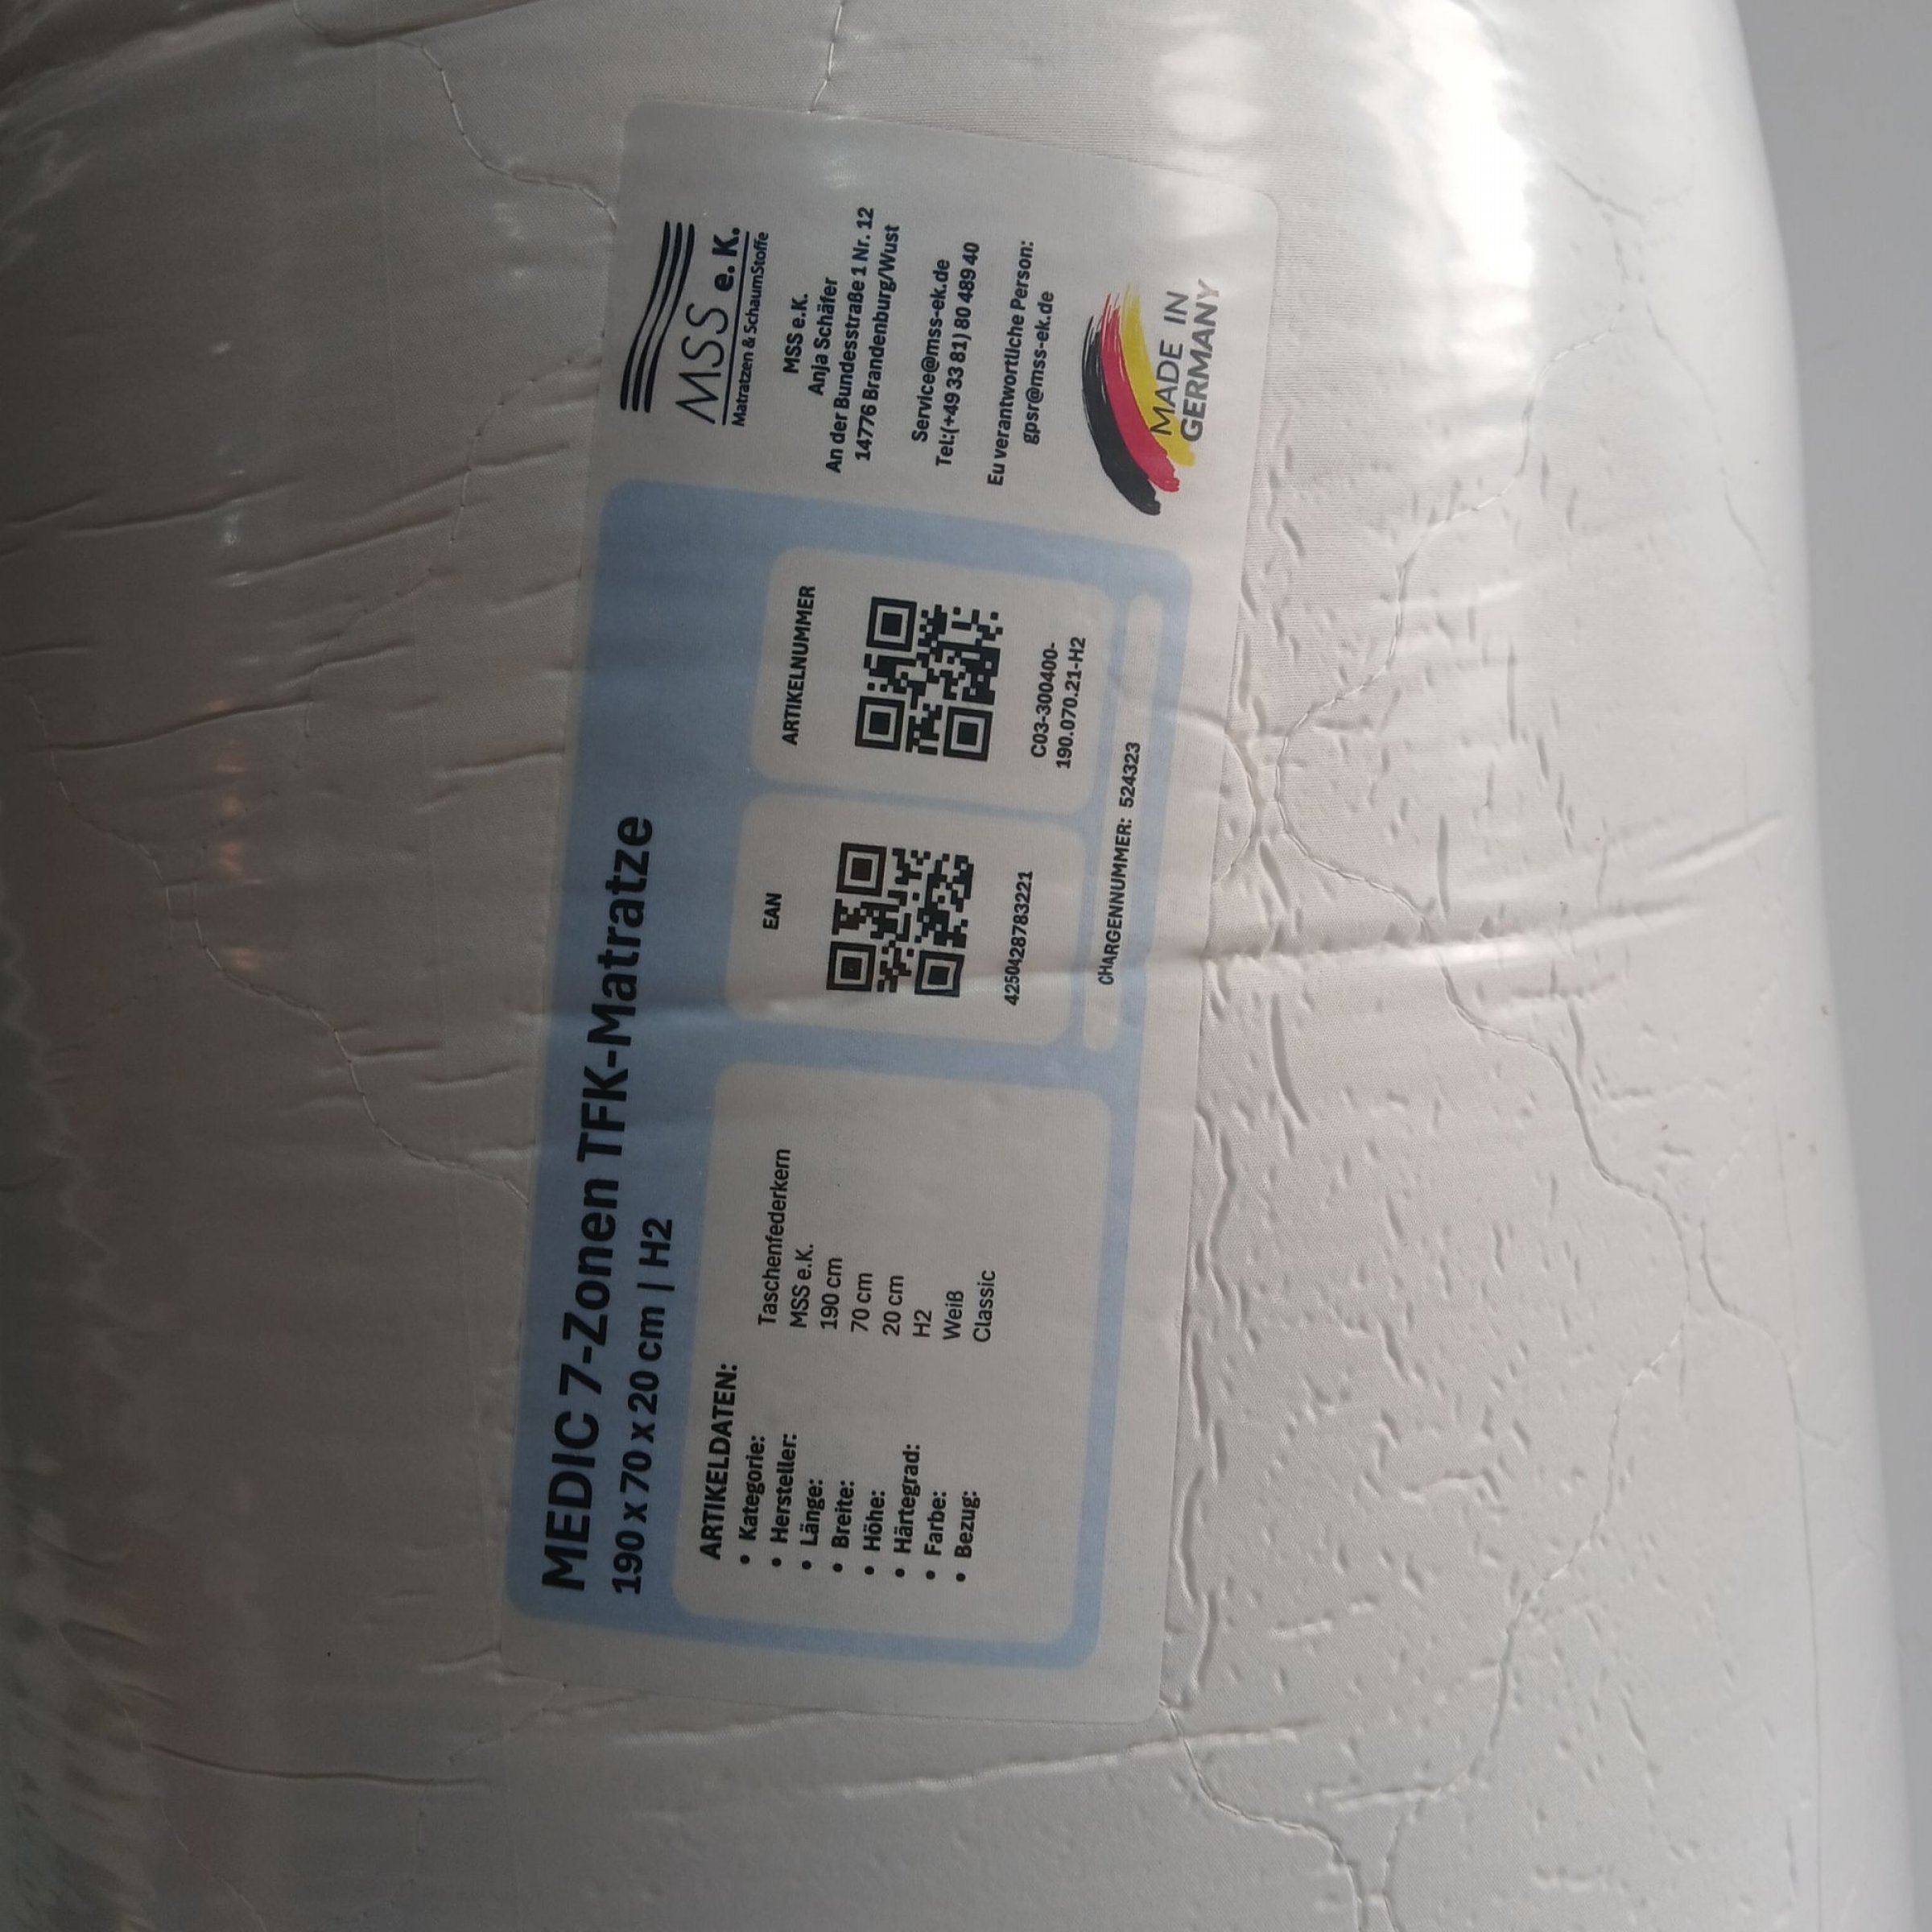 MEDIC 7-Zonen TFK-Matratze
190 x 70 x 20 cm | H2
ARTIKELDATEN:
• Kategorie: Taschenfederkern
• Hersteller: MSS e.K.
• Länge: 190 cm
• Breite: 70 cm
• Höhe: 20 cm
• Härtegrad: H2
• Farbe: Weiß
• Bezug: Classic
EAN
4250428783221
ARTIKELNUMMER
C03-300400-
190.070.21-H2
CHARGENNUMMER: 524323
MSS e. K.
Matratzen & SchaumStoffe
MSS e.K.
Anja Schäfer
An der Bundesstraße 1 Nr. 12
14776 Brandenburg/Wust
Service@mss-ek.de
Tel:(+49 33 81) 80 489 40
Eu verantwortliche Person:
gpsr@mss-ek.de
MADE IN
GERMANY